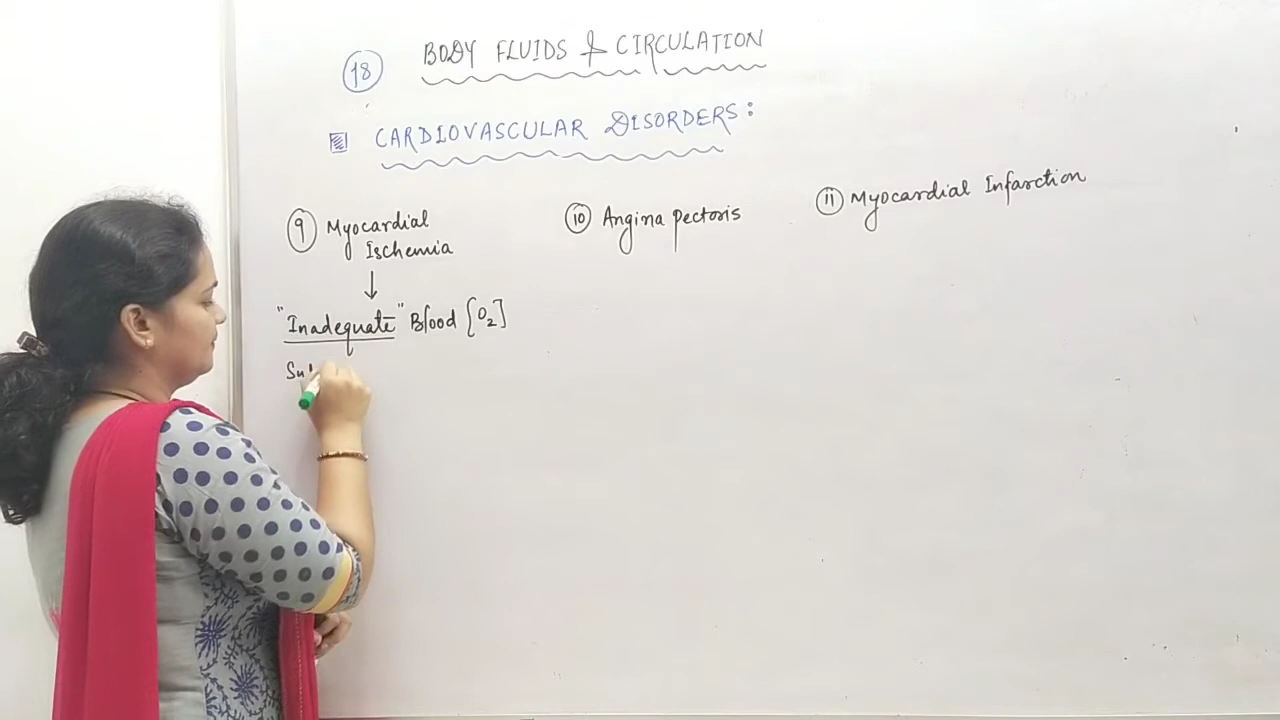 18 BODY FLUIDS & CIRCULATION
CARDIOVASCULAR DISORDERS:
9 Myocardial Ischemia
10 Angina Pectoris
11 Myocardial Infarction
"Inadequate" Blood [O2]